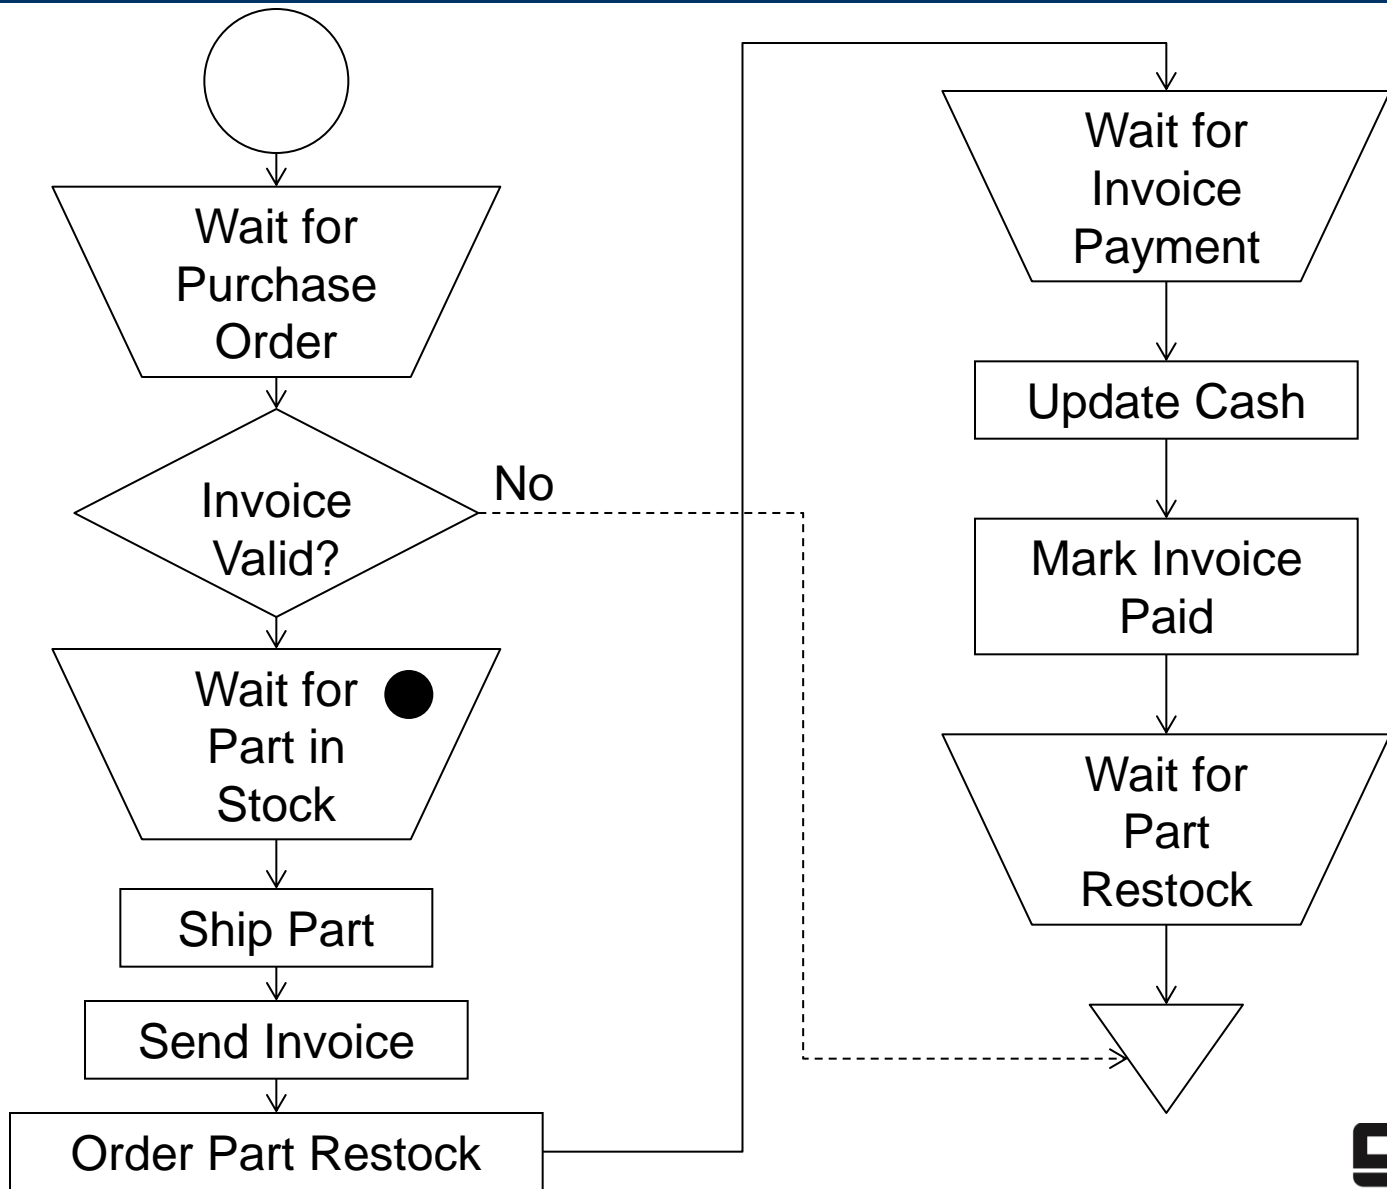 Wait for
Purchase
Order
Invoice
Valid?
No
Wait for
Part in
Stock
Ship Part
Send Invoice
Order Part Restock
Wait for
Invoice
Payment
Update Cash
Mark Invoice
Paid
Wait for
Part
Restock